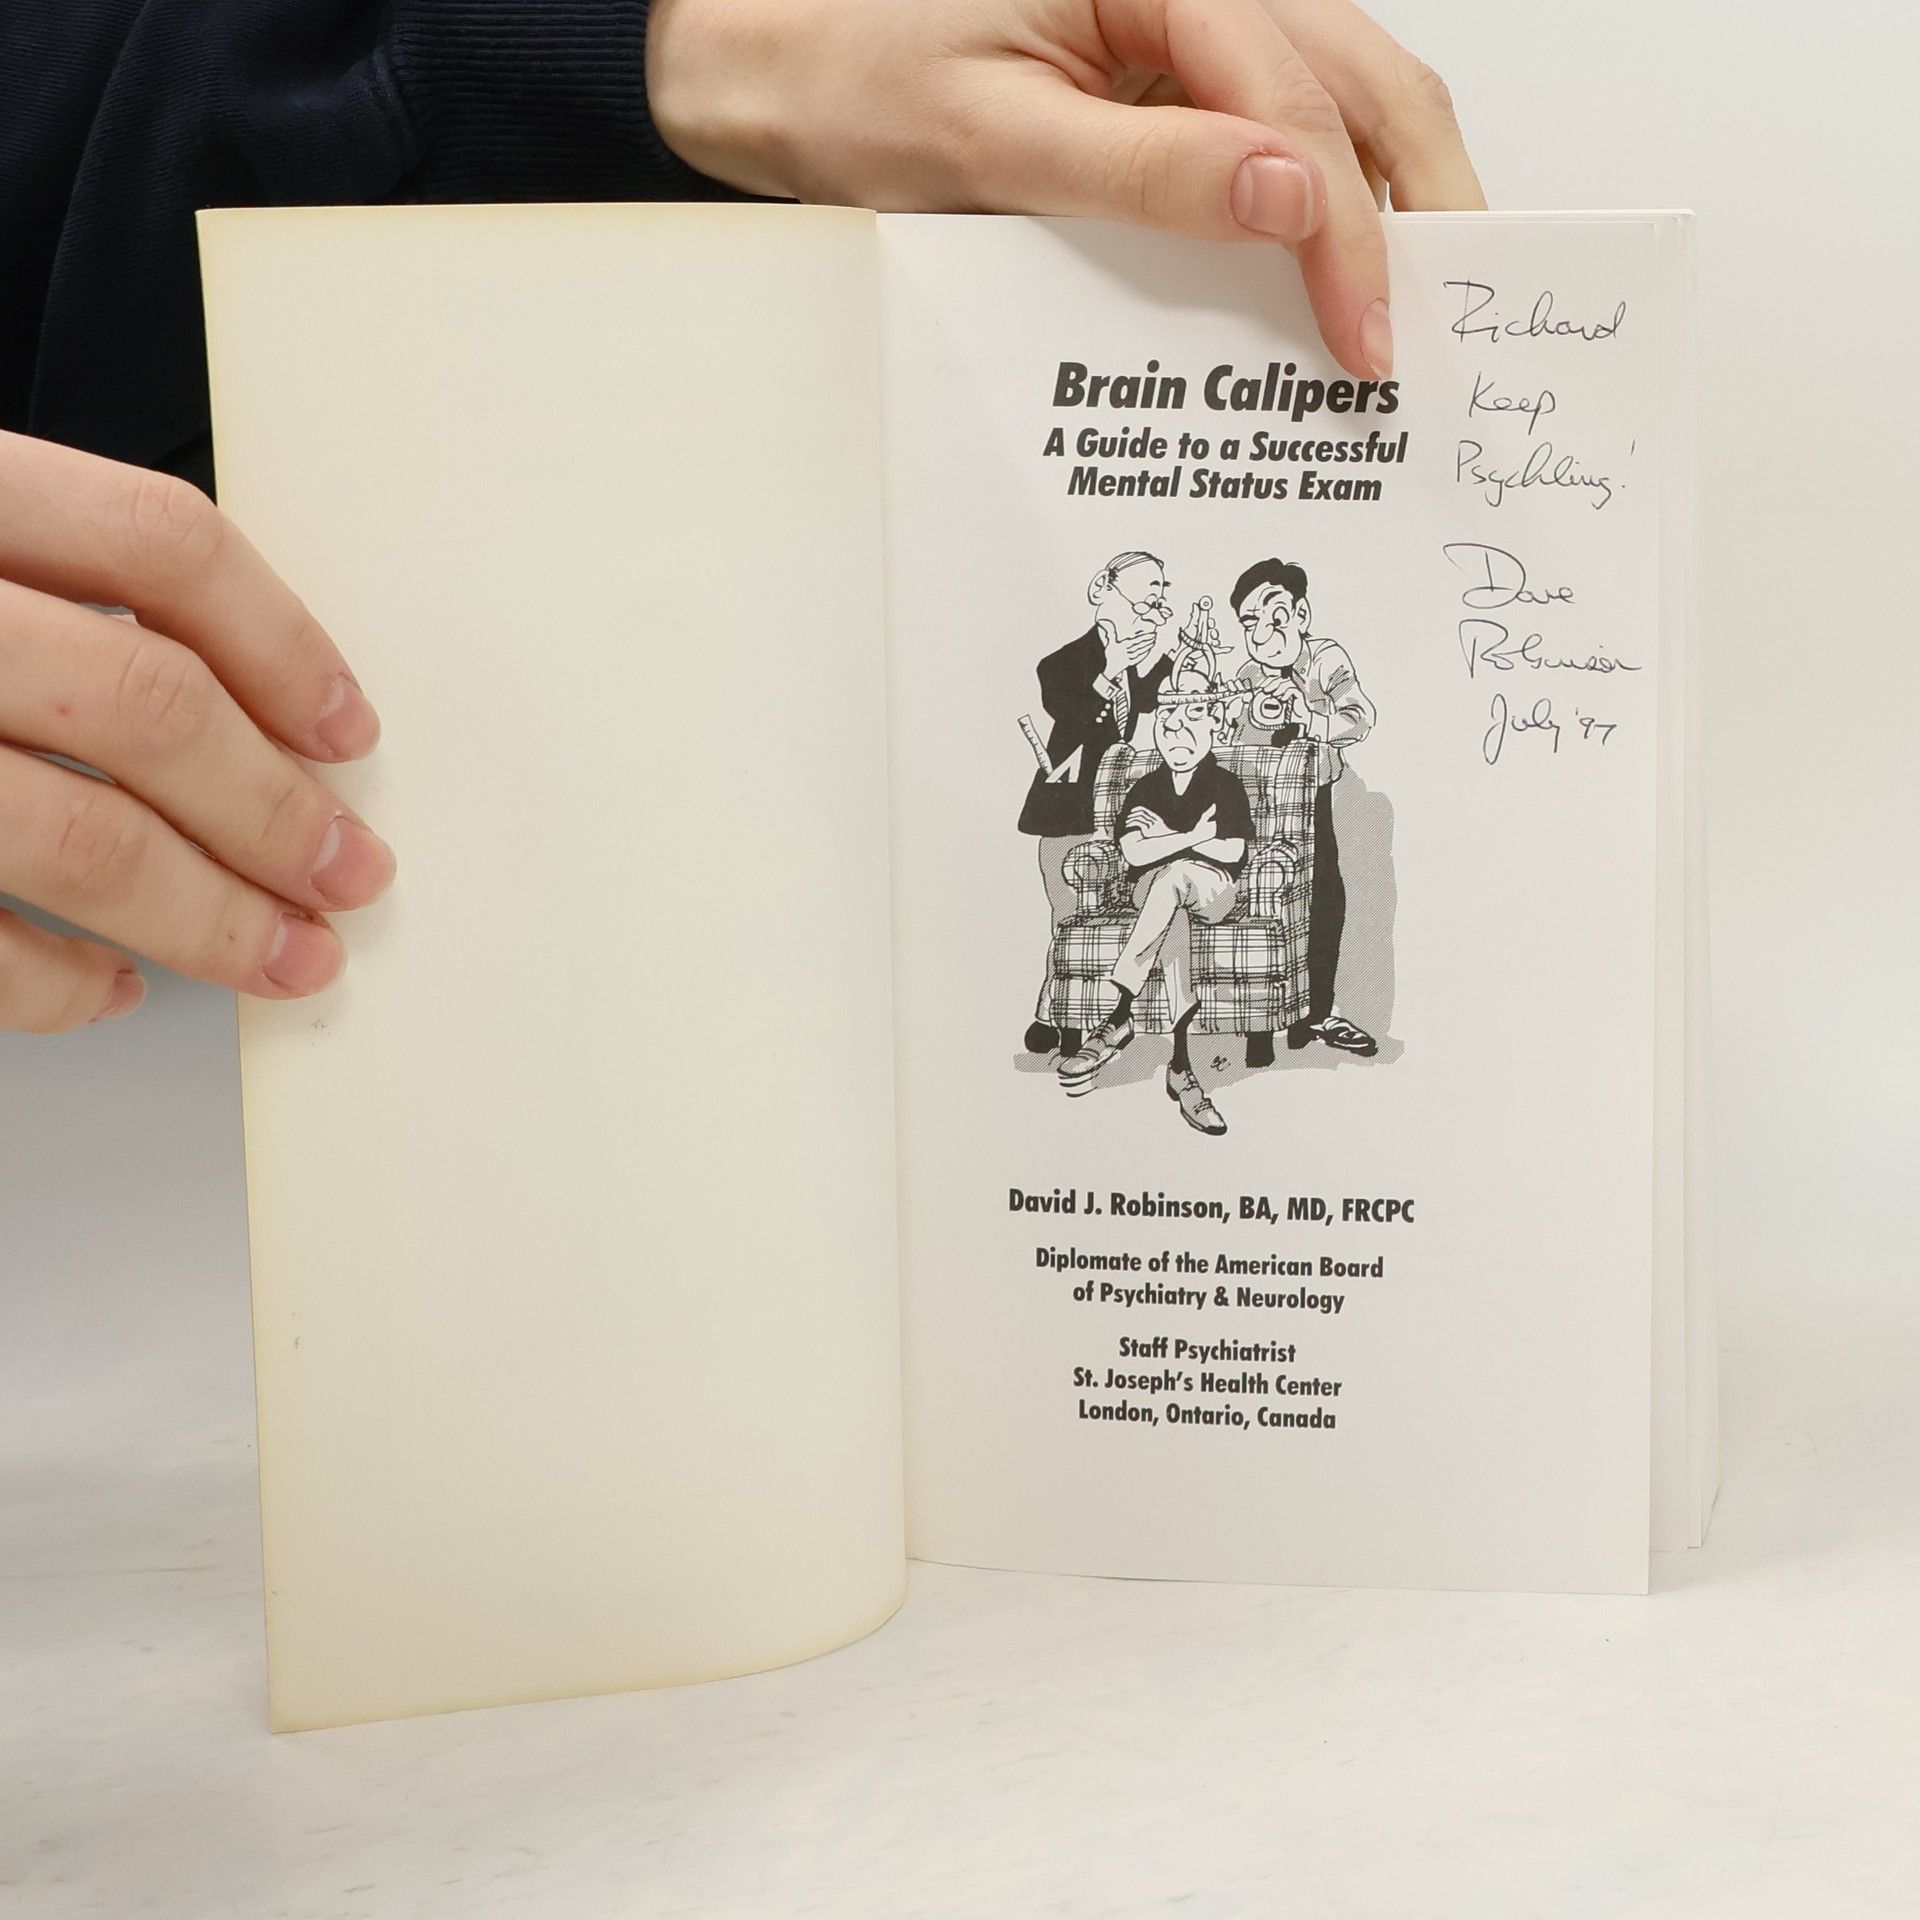 Brain Calipers
A Guide to a Successful
Mental Status Exam
Richard
Keep
Psychling!
Dave
Robinson
July '97
David J. Robinson, BA, MD, FRCPC
Diplomate of the American Board
of Psychiatry & Neurology
Staff Psychiatrist
St. Joseph's Health Center
London, Ontario, Canada